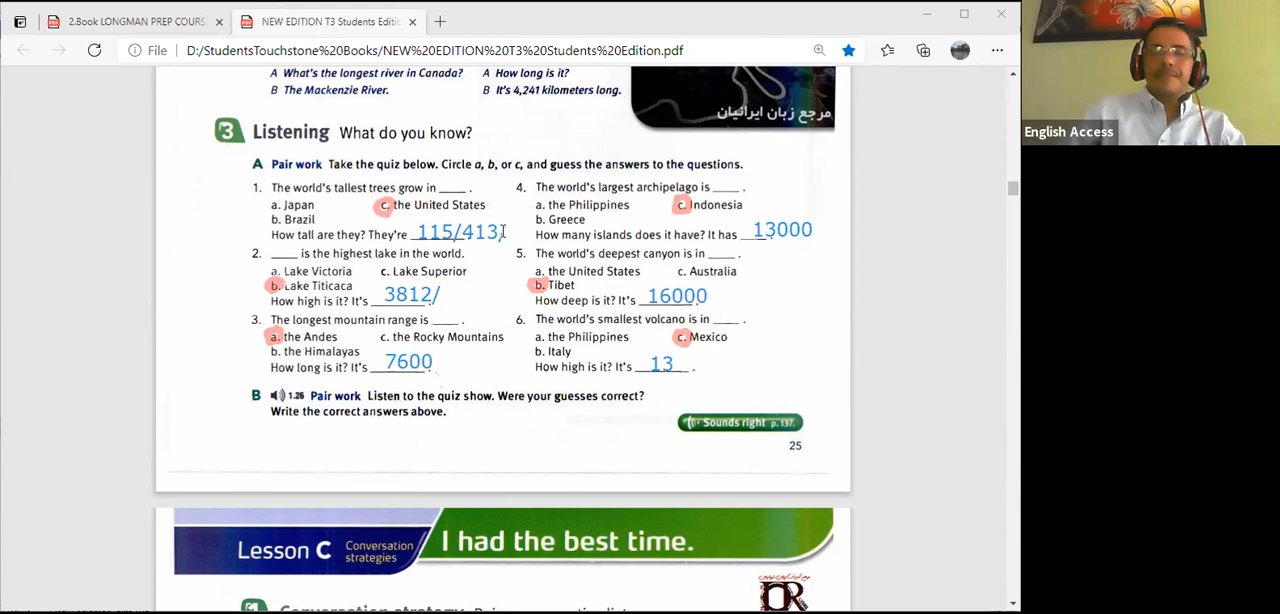 2.Book LONGMAN PREP COURS
NEW EDITION T3 Students Editi
File D:/StudentsTouchstone%20Books/NEW%20EDITION%20T3%20Students%20Edition.pdf
A What's the longest river in Canada? A How long is it?
B The Mackenzie River. B It's 4,241 kilometers long.
مرجع زبان ایرانیان
3 Listening What do you know?
A Pair work Take the quiz below. Circle a, b, or c, and guess the answers to the questions.
1. The world's tallest trees grow in ____ .
a. Japan c. the United States
b. Brazil
How tall are they? They're 115/413,
2. ____ is the highest lake in the world.
a. Lake Victoria c. Lake Superior
b. Lake Titicaca
How high is it? It's 3812/
3. The longest mountain range is ____ .
a. the Andes c. the Rocky Mountains
b. the Himalayas
How long is it? It's 7600 .
4. The world's largest archipelago is ____ .
a. the Philippines c. Indonesia
b. Greece
How many islands does it have? It has 13000
5. The world's deepest canyon is in ____ .
a. the United States c. Australia
b. Tibet
How deep is it? It's 16000 .
6. The world's smallest volcano is in ____ .
a. the Philippines c. Mexico
b. Italy
How high is it? It's 13 .
B 1.26 Pair work Listen to the quiz show. Were your guesses correct?
Write the correct answers above.
Sounds right p. 137.
25
Lesson C Conversation strategies I had the best time.
English Access